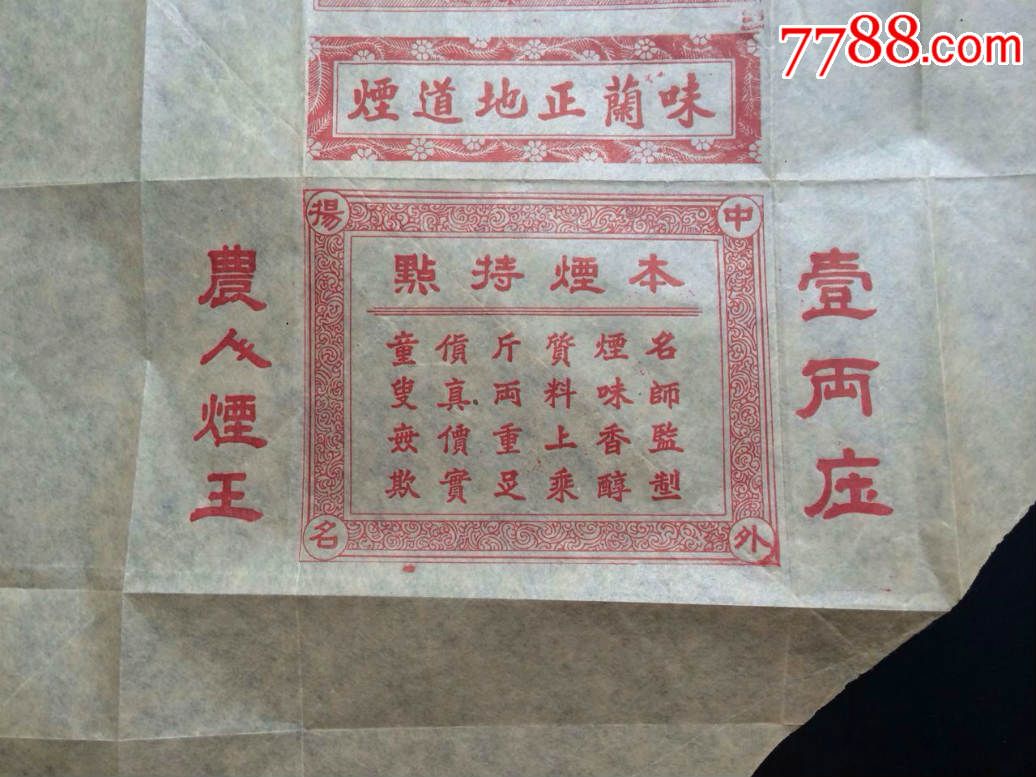 7788.com
味蘭正地道煙
中外名揚
本煙持點
名師監製
煙味香醇
質料上乘
斤両重足
貨真價實
童叟無欺
壹両庄
農人煙王